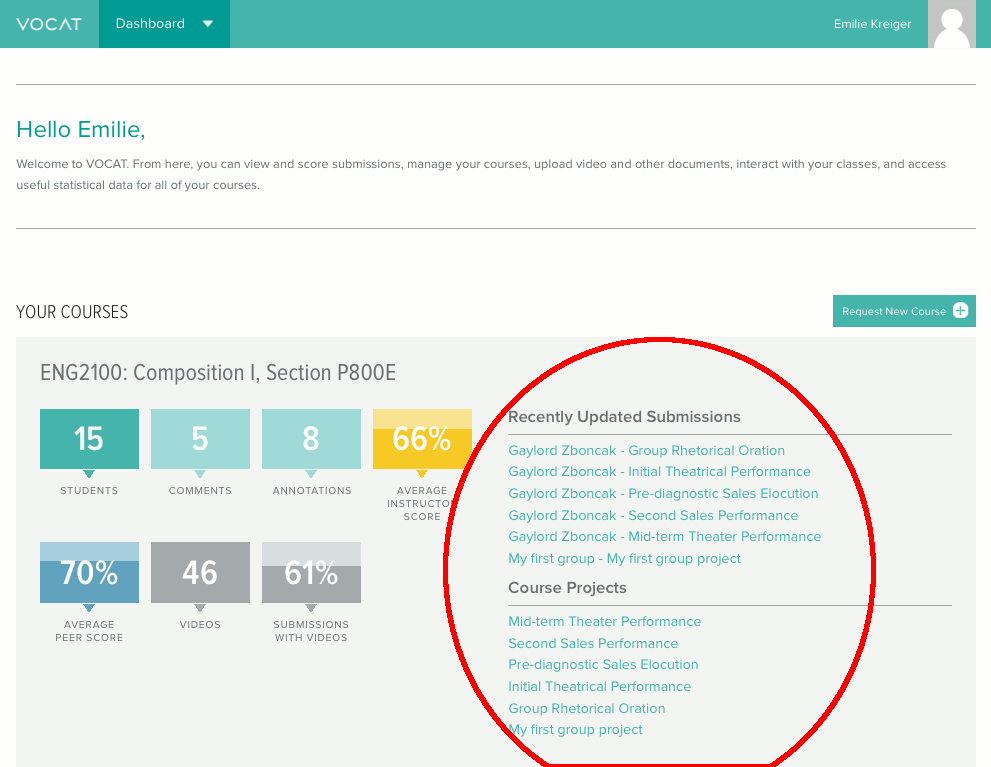 VOCAT
Dashboard
Emilie Kreiger
Hello Emilie,
Welcome to VOCAT. From here, you can view and score submissions, manage your courses, upload video and other documents, interact with your classes, and access
useful statistical data for all of your courses.
YOUR COURSES
Request New Course
ENG2100: Composition I, Section P800E
15
STUDENTS
5
COMMENTS
8
ANNOTATIONS
66%
AVERAGE
INSTRUCTOR
SCORE
70%
AVERAGE
PEER SCORE
46
VIDEOS
61%
SUBMISSIONS
WITH VIDEOS
Recently Updated Submissions
Gaylord Zboncak - Group Rhetorical Oration
Gaylord Zboncak - Initial Theatrical Performance
Gaylord Zboncak - Pre-diagnostic Sales Elocution
Gaylord Zboncak - Second Sales Performance
Gaylord Zboncak - Mid-term Theater Performance
My first group - My first group project
Course Projects
Mid-term Theater Performance
Second Sales Performance
Pre-diagnostic Sales Elocution
Initial Theatrical Performance
Group Rhetorical Oration
My first group project